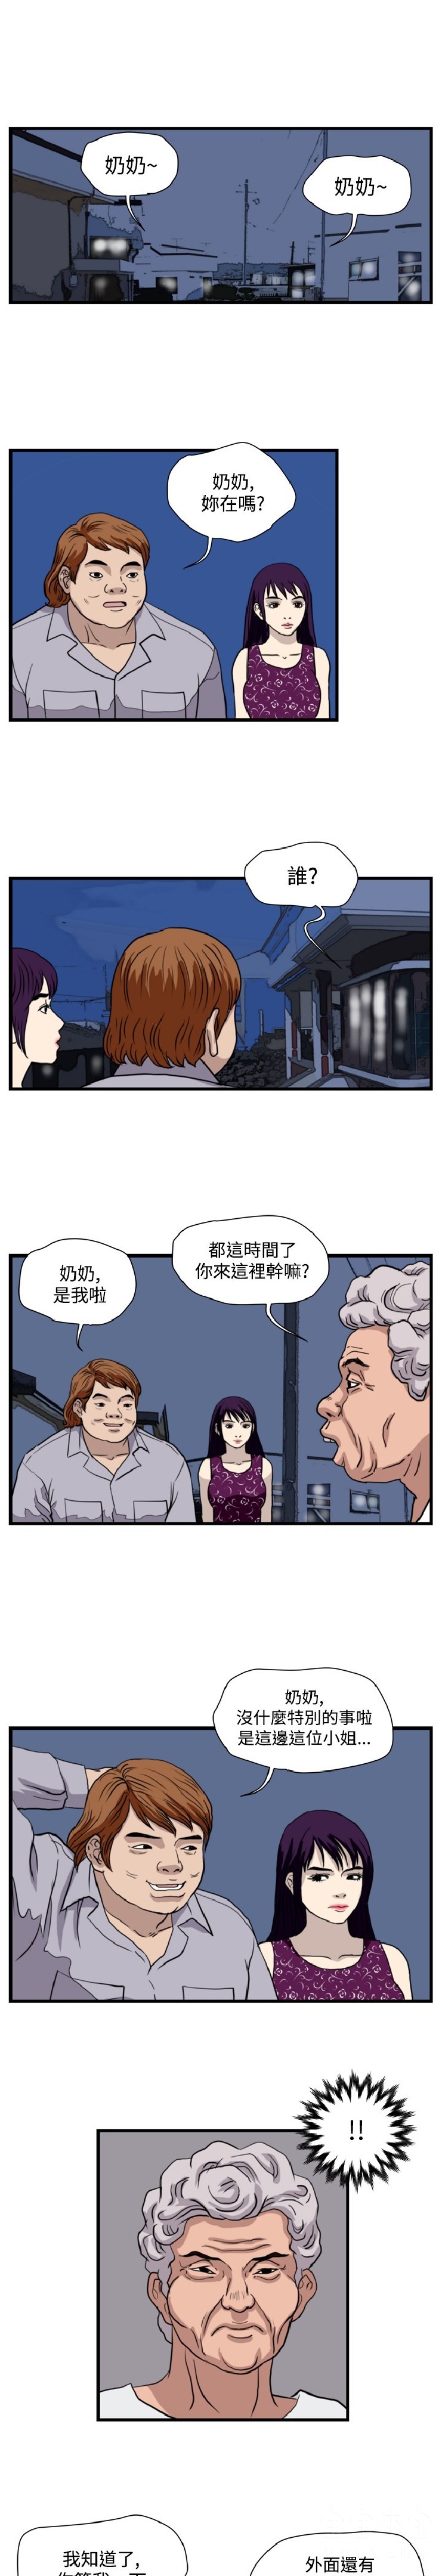 奶奶~
奶奶~
奶奶,
妳在嗎?
誰?
奶奶,
是我啦
都這時間了
你來這裡幹嘛?
奶奶,
沒什麼特別的事啦
是這邊這位小姐...
!!
我知道了,
外面還有